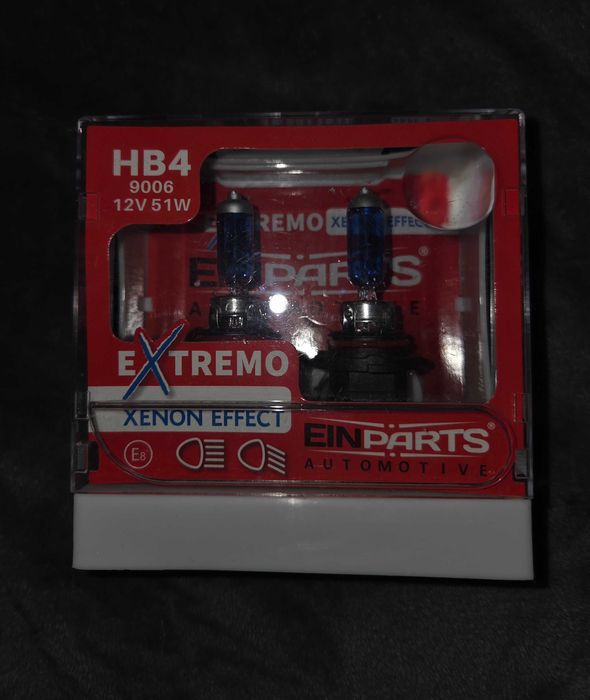 HB4
9006
12V 51W
EXTREMO
XENON EFFECT
EINPARTS®
AUTOMOTIVE
EXTREMO
XENON EFFECT
E8
EINPARTS®
AUTOMOTIVE